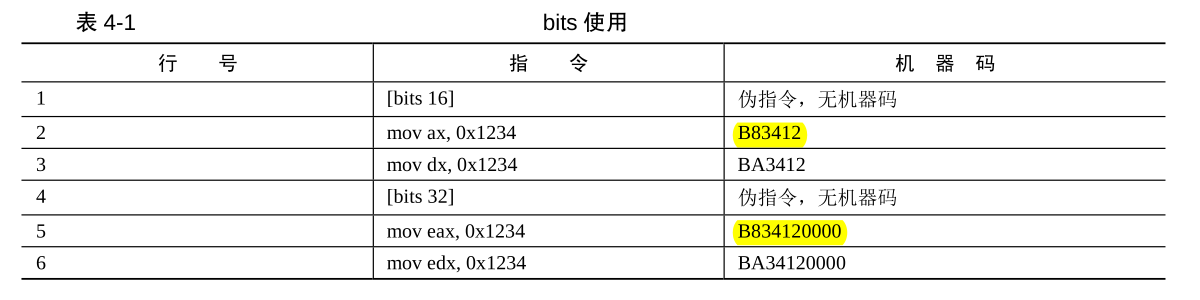 表 4-1 bits 使用
行 号 指 令 机 器 码
1 [bits 16] 伪指令，无机器码
2 mov ax, 0x1234 B83412
3 mov dx, 0x1234 BA3412
4 [bits 32] 伪指令，无机器码
5 mov eax, 0x1234 B834120000
6 mov edx, 0x1234 BA34120000